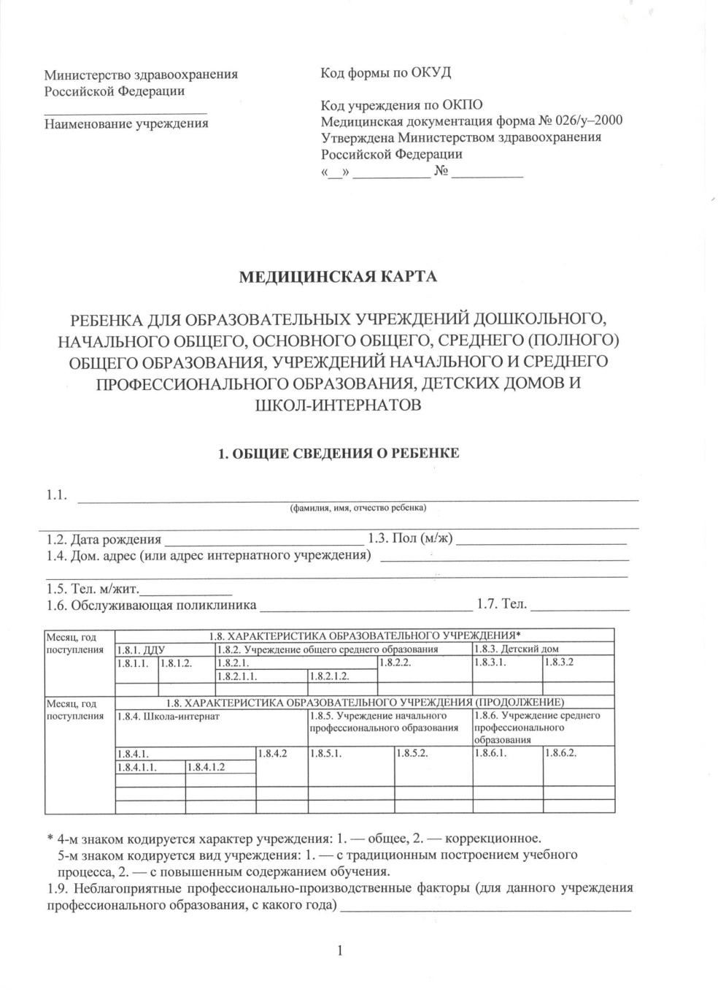 Министерство здравоохранения
Российской Федерации
Наименование учреждения
Код формы по ОКУД
Код учреждения по ОКПО
Медицинская документация форма № 026/у–2000
Утверждена Министерством здравоохранения
Российской Федерации
«__» ___________ № __________
МЕДИЦИНСКАЯ КАРТА
РЕБЕНКА ДЛЯ ОБРАЗОВАТЕЛЬНЫХ УЧРЕЖДЕНИЙ ДОШКОЛЬНОГО,
НАЧАЛЬНОГО ОБЩЕГО, ОСНОВНОГО ОБЩЕГО, СРЕДНЕГО (ПОЛНОГО)
ОБЩЕГО ОБРАЗОВАНИЯ, УЧРЕЖДЕНИЙ НАЧАЛЬНОГО И СРЕДНЕГО
ПРОФЕССИОНАЛЬНОГО ОБРАЗОВАНИЯ, ДЕТСКИХ ДОМОВ И
ШКОЛ-ИНТЕРНАТОВ
1. ОБЩИЕ СВЕДЕНИЯ О РЕБЕНКЕ
1.1.
(фамилия, имя, отчество ребенка)
1.2. Дата рождения ____________ 1.3. Пол (м/ж) ____________
1.4. Дом. адрес (или адрес интернатного учреждения) ____________
1.5. Тел. м/жит.____________
1.6. Обслуживающая поликлиника ____________ 1.7. Тел. ____________
Месяц, год
поступления
1.8. ХАРАКТЕРИСТИКА ОБРАЗОВАТЕЛЬНОГО УЧРЕЖДЕНИЯ*
1.8.1. ДДУ 1.8.2. Учреждение общего среднего образования 1.8.3. Детский дом
1.8.1.1. 1.8.1.2. 1.8.2.1. 1.8.2.2. 1.8.3.1. 1.8.3.2
1.8.2.1.1. 1.8.2.1.2.
Месяц, год
поступления
1.8. ХАРАКТЕРИСТИКА ОБРАЗОВАТЕЛЬНОГО УЧРЕЖДЕНИЯ (ПРОДОЛЖЕНИЕ)
1.8.4. Школа-интернат
1.8.5. Учреждение начального
профессионального образования
1.8.6. Учреждение среднего
профессионального
образования
1.8.4.1. 1.8.4.2 1.8.5.1. 1.8.5.2. 1.8.6.1. 1.8.6.2.
1.8.4.1.1. 1.8.4.1.2
* 4-м знаком кодируется характер учреждения: 1. — общее, 2. — коррекционное.
5-м знаком кодируется вид учреждения: 1. — с традиционным построением учебного
процесса, 2. — с повышенным содержанием обучения.
1.9. Неблагоприятные профессионально-производственные факторы (для данного учреждения
профессионального образования, с какого года) ____________
1